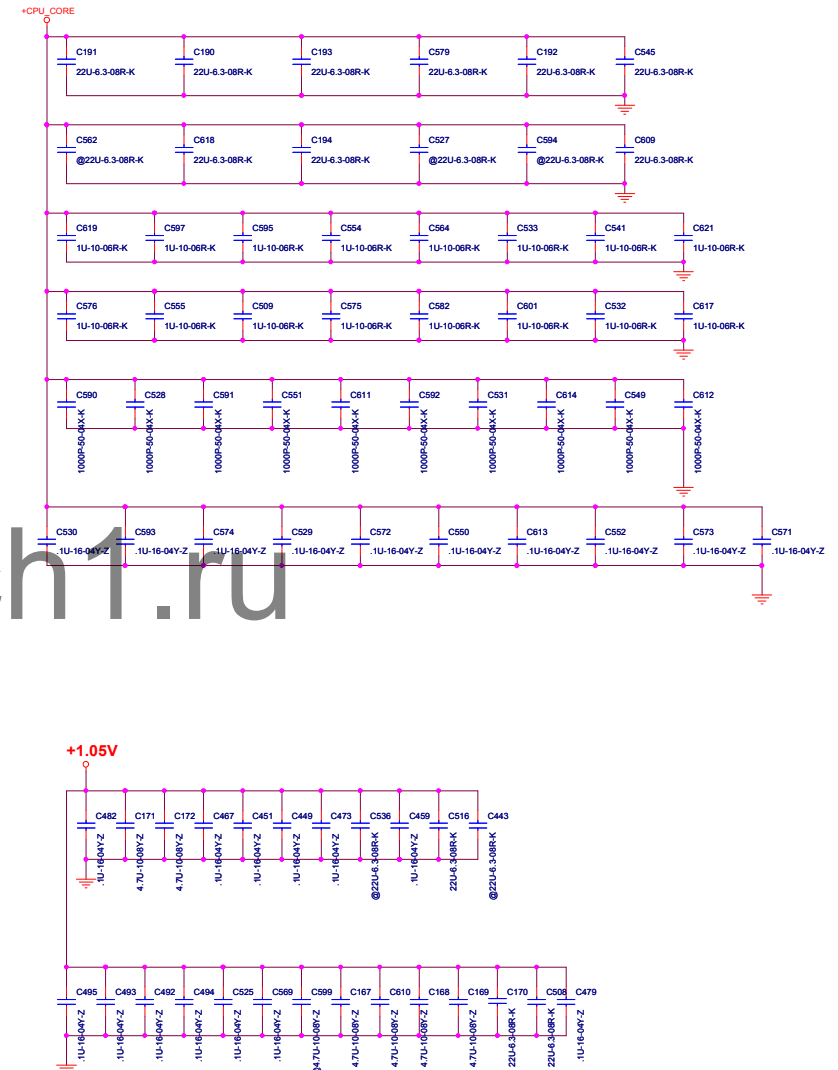 +CPU_CORE
C191 C190 C193 C579 C192 C545
22U-6.3-08R-K 22U-6.3-08R-K 22U-6.3-08R-K 22U-6.3-08R-K 22U-6.3-08R-K 22U-6.3-08R-K
C562 C618 C194 C527 C594 C609
@22U-6.3-08R-K 22U-6.3-08R-K 22U-6.3-08R-K @22U-6.3-08R-K @22U-6.3-08R-K 22U-6.3-08R-K
C619 C597 C595 C554 C564 C533 C541 C621
1U-10-06R-K 1U-10-06R-K 1U-10-06R-K 1U-10-06R-K 1U-10-06R-K 1U-10-06R-K 1U-10-06R-K 1U-10-06R-K
C576 C555 C509 C575 C582 C601 C532 C617
1U-10-06R-K 1U-10-06R-K 1U-10-06R-K 1U-10-06R-K 1U-10-06R-K 1U-10-06R-K 1U-10-06R-K 1U-10-06R-K
C590 C528 C591 C551 C611 C592 C531 C614 C549 C612
1000P-50-04X-K 1000P-50-04X-K 1000P-50-04X-K 1000P-50-04X-K 1000P-50-04X-K 1000P-50-04X-K 1000P-50-04X-K 1000P-50-04X-K 1000P-50-04X-K 1000P-50-04X-K
C530 C593 C574 C529 C572 C550 C613 C552 C573 C571
.1U-16-04Y-Z .1U-16-04Y-Z .1U-16-04Y-Z .1U-16-04Y-Z .1U-16-04Y-Z .1U-16-04Y-Z .1U-16-04Y-Z .1U-16-04Y-Z .1U-16-04Y-Z .1U-16-04Y-Z
h1.ru
+1.05V
C482 C171 C172 C467 C451 C449 C473 C536 C459 C516 C443
.1U-16-04Y-Z 4.7U-10-08Y-Z 4.7U-10-08Y-Z .1U-16-04Y-Z .1U-16-04Y-Z .1U-16-04Y-Z .1U-16-04Y-Z @22U-6.3-08R-K .1U-16-04Y-Z 22U-6.3-08R-K @22U-6.3-08R-K
C495 C493 C492 C494 C525 C569 C599 C167 C610 C168 C169 C170 C508 C479
.1U-16-04Y-Z .1U-16-04Y-Z .1U-16-04Y-Z .1U-16-04Y-Z .1U-16-04Y-Z .1U-16-04Y-Z 4.7U-10-08Y-Z 4.7U-10-08Y-Z 4.7U-10-08Y-Z 4.7U-10-08Y-Z 4.7U-10-08Y-Z 22U-6.3-08R-K 22U-6.3-08R-K .1U-16-04Y-Z